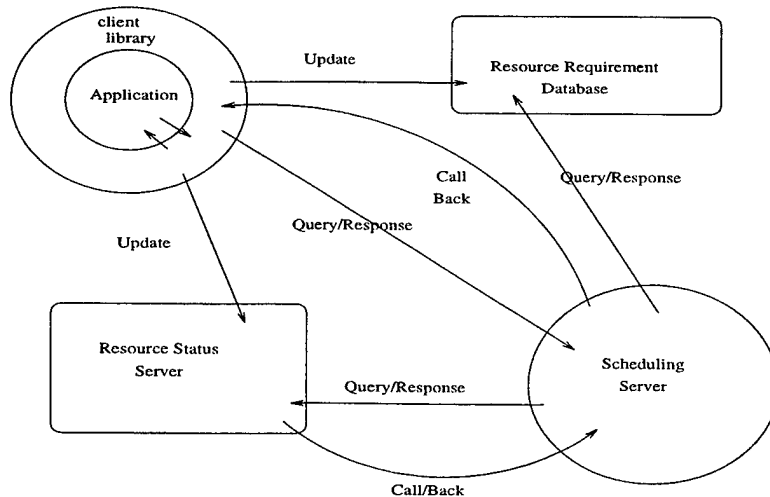 client
library
Application
Update
Resource Requirement
Database
Call
Back
Query/Response
Query/Response
Update
Resource Status
Server
Query/Response
Scheduling
Server
Call/Back